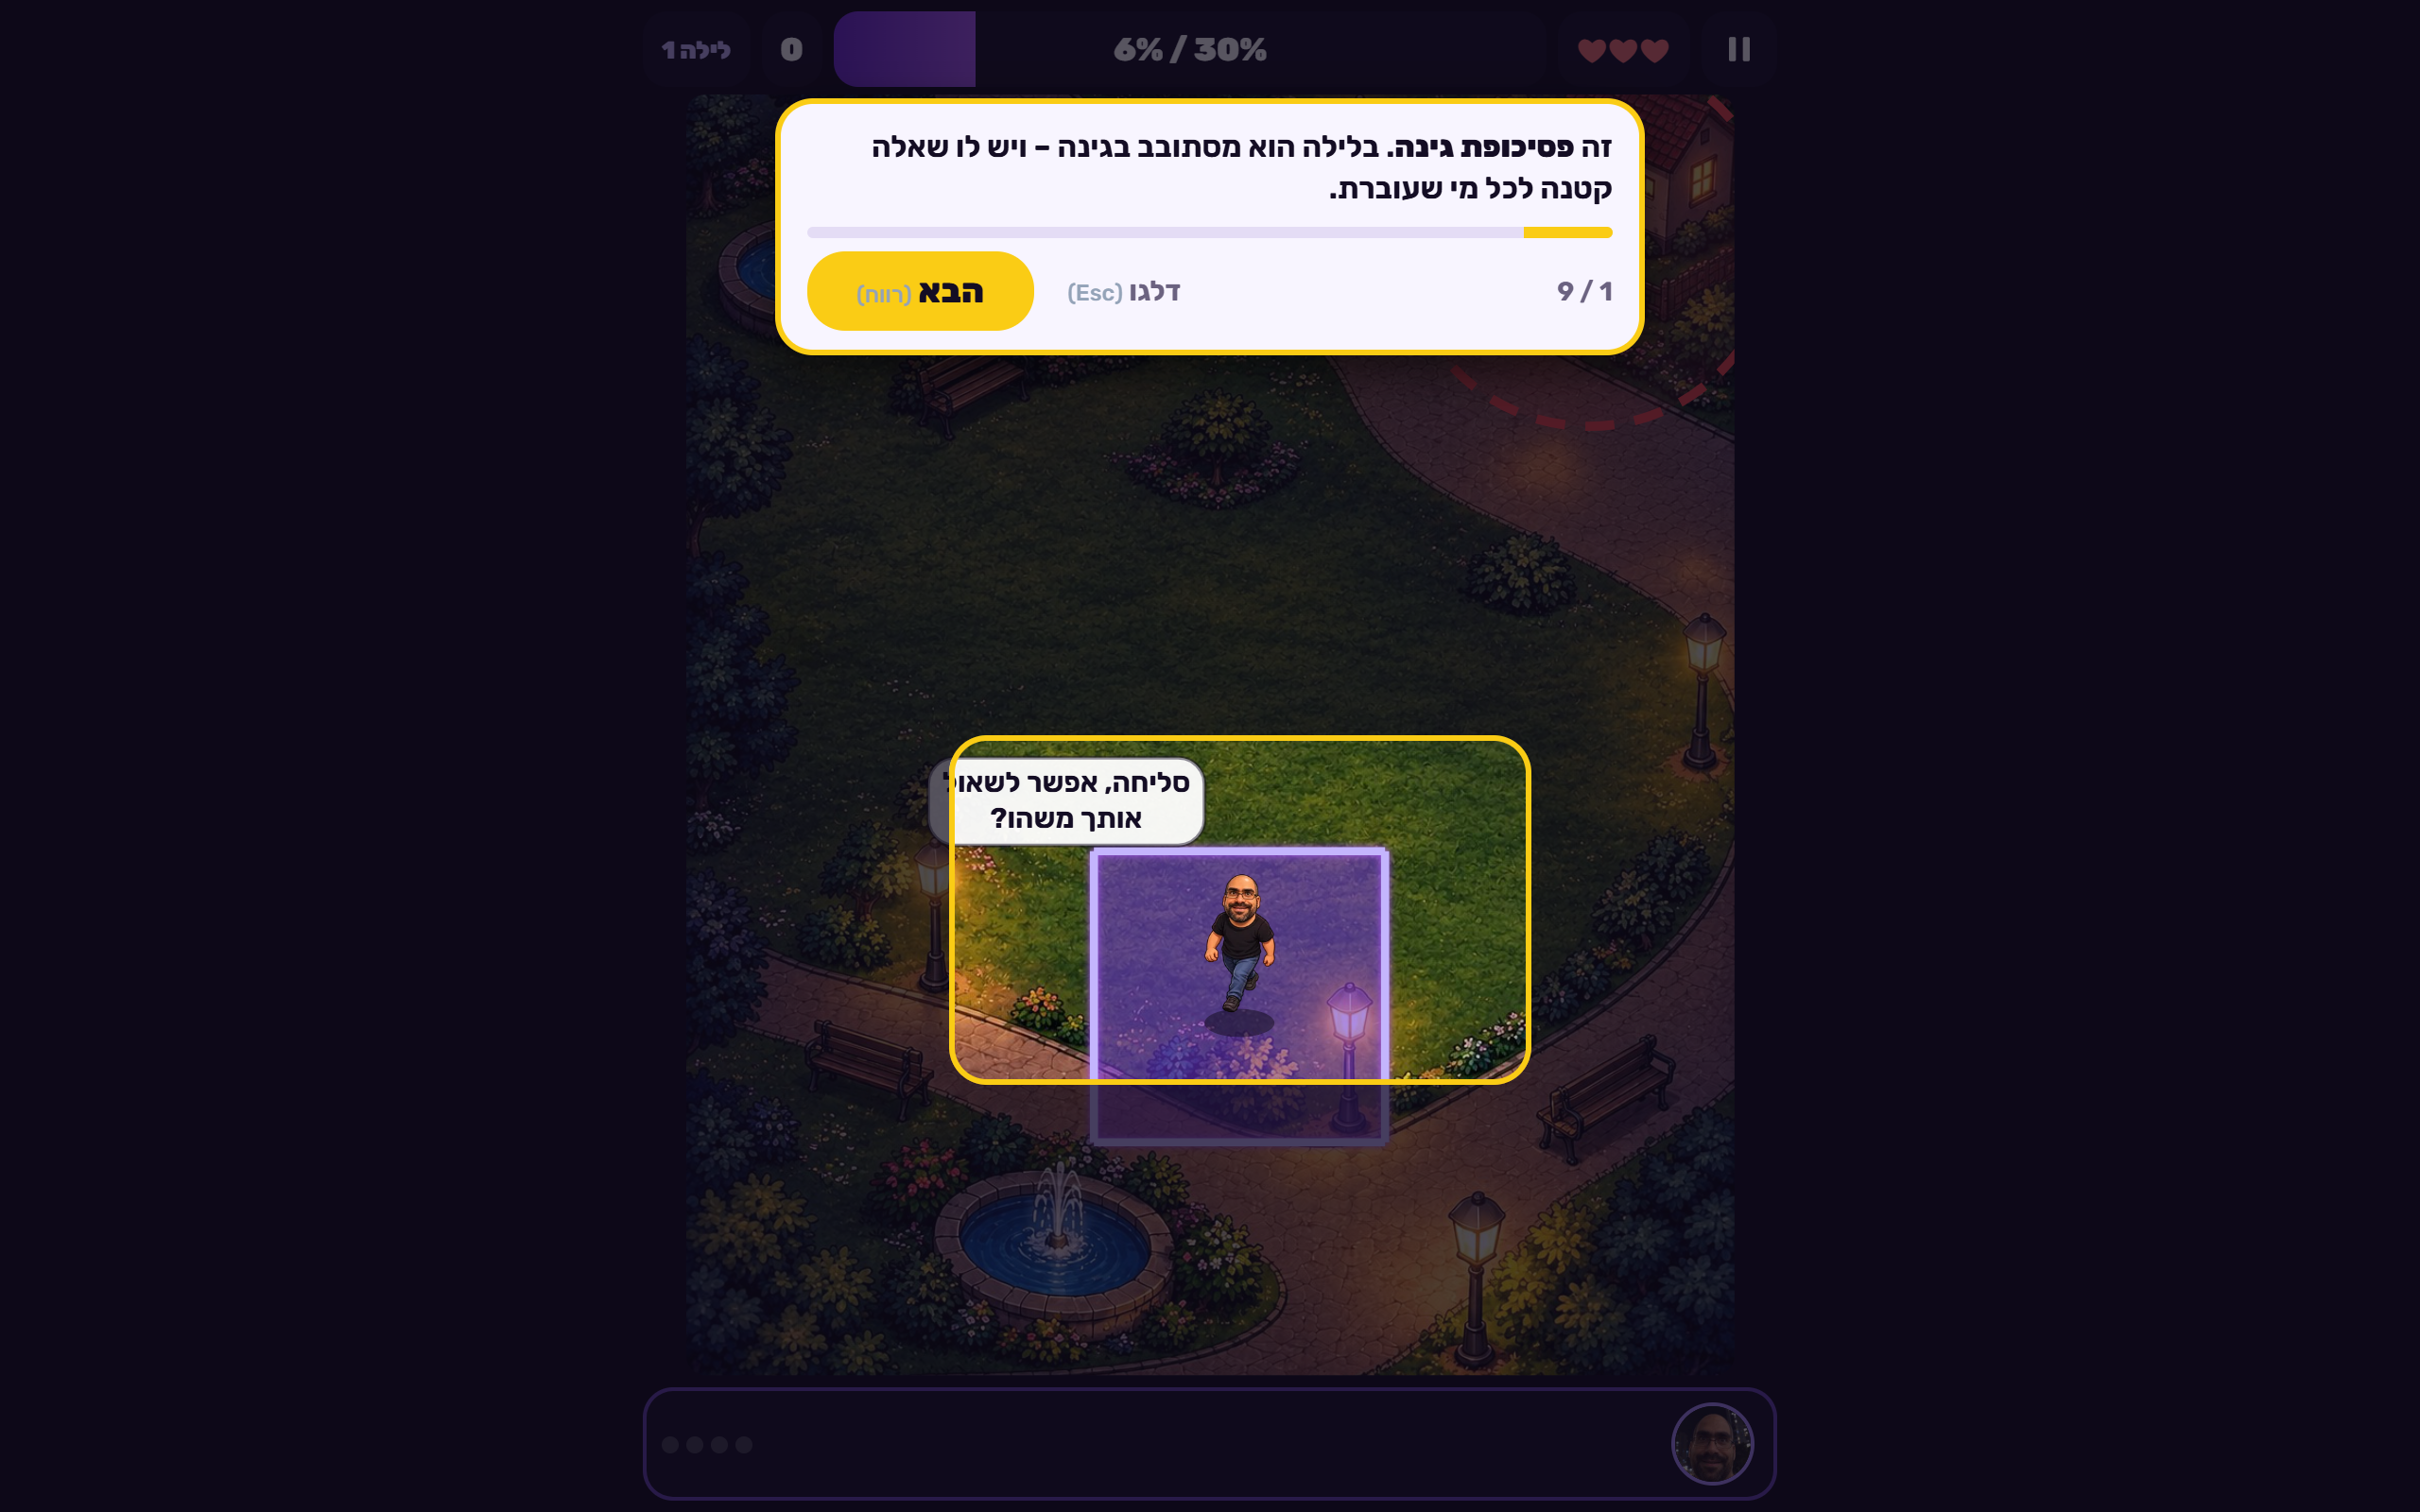 לילה 1
0
6% / 30%
זה פסיכופת גינה. בלילה הוא מסתובב בגינה – ויש לו שאלה
קטנה לכל מי שעוברת.
1 / 9
דלגו (Esc)
הבא (רווח)
סליחה, אפשר לשאול
אותך משהו?